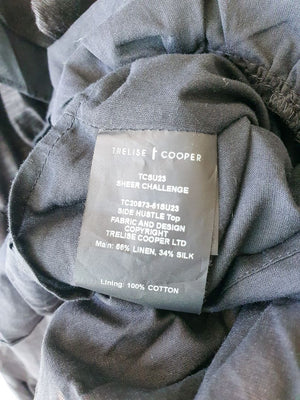 TRELISE † COOPER
TCSU23
SHEER CHALLENGE
TC20873-61SU23
SIDE HUSTLE Top
FABRIC AND DESIGN
COPYRIGHT
TRELISE COOPER LTD
Main: 66% LINEN, 34% SILK
Lining: 100% COTTON